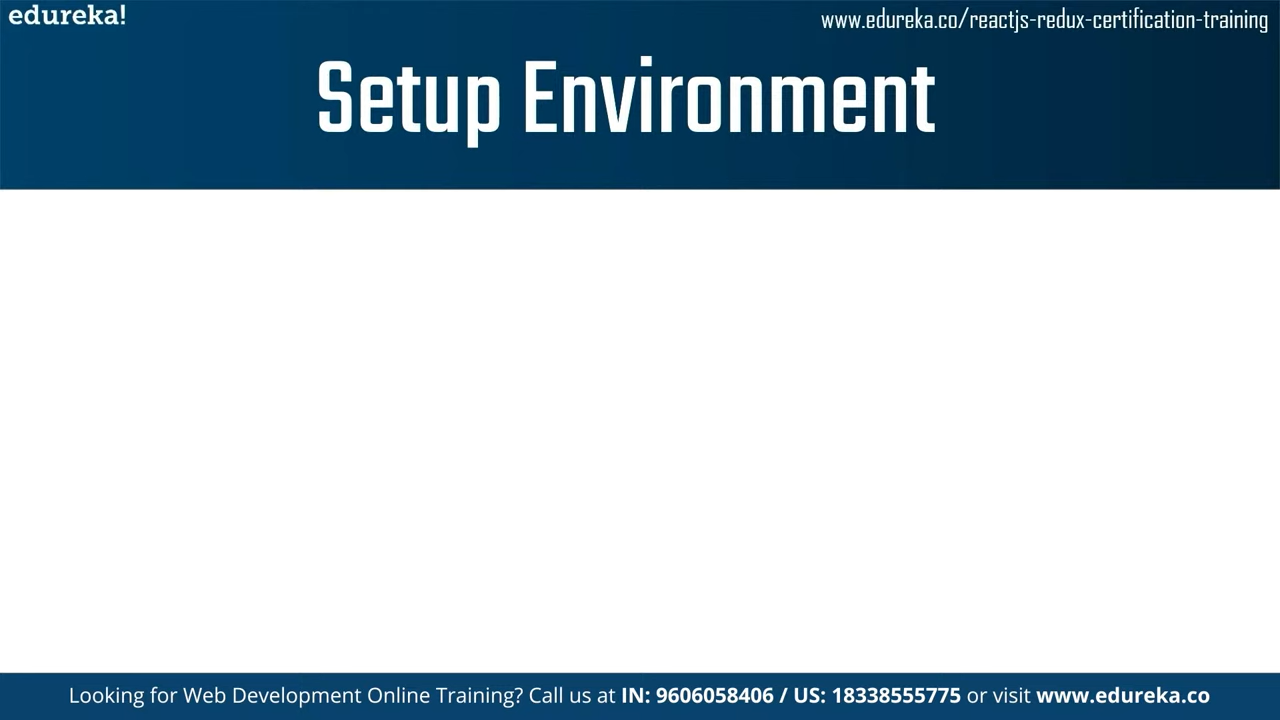 edureka!
www.edureka.co/reactjs-redux-certification-training
Setup Environment
Looking for Web Development Online Training? Call us at IN: 9606058406 / US: 18338555775 or visit www.edureka.co